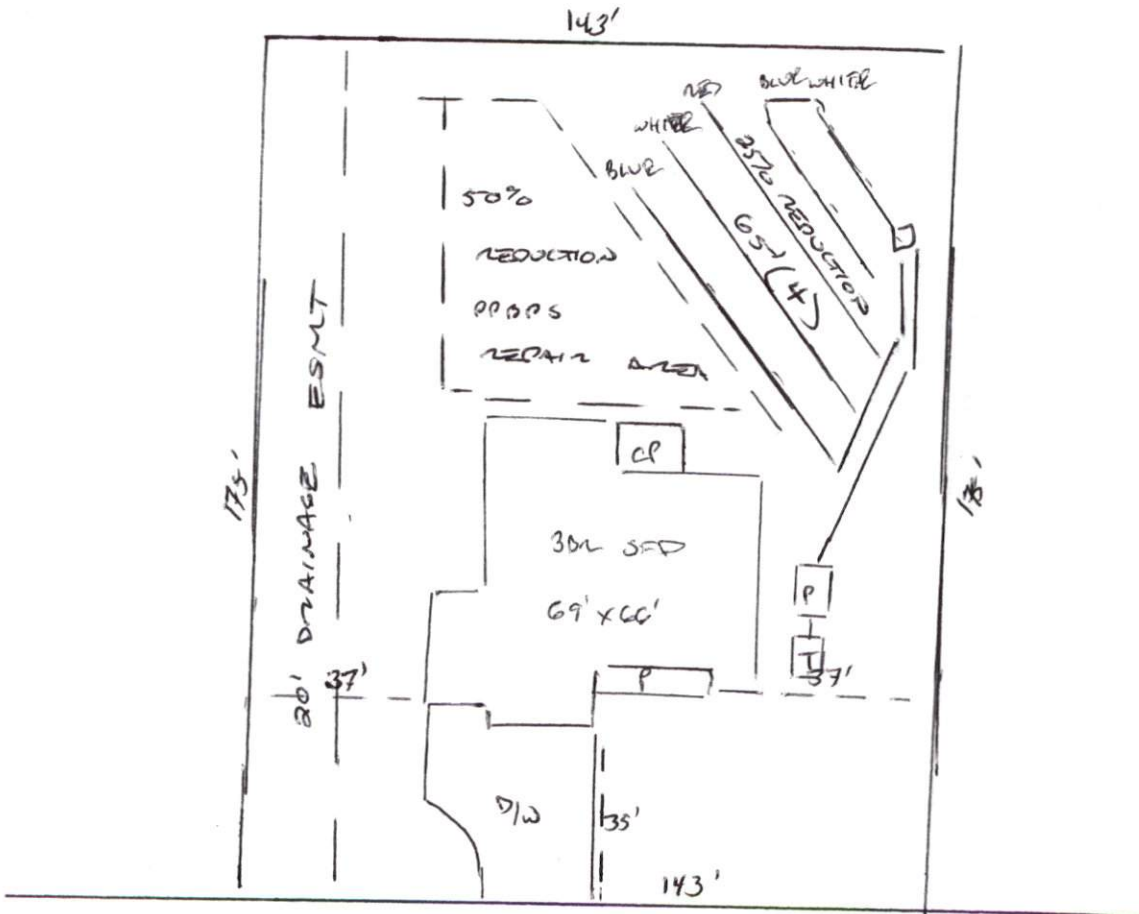 143'
BLUE WHITE
RED
WHITE
BLUE
25% REDUCTION
65' (4)
50%
REDUCTION
PPBPS
REPAIR AREA
20' DRAINAGE ESMT
175'
175'
CP
3BR SFD
69' x 66'
P
T
37'
37'
P
D/W
35'
143'